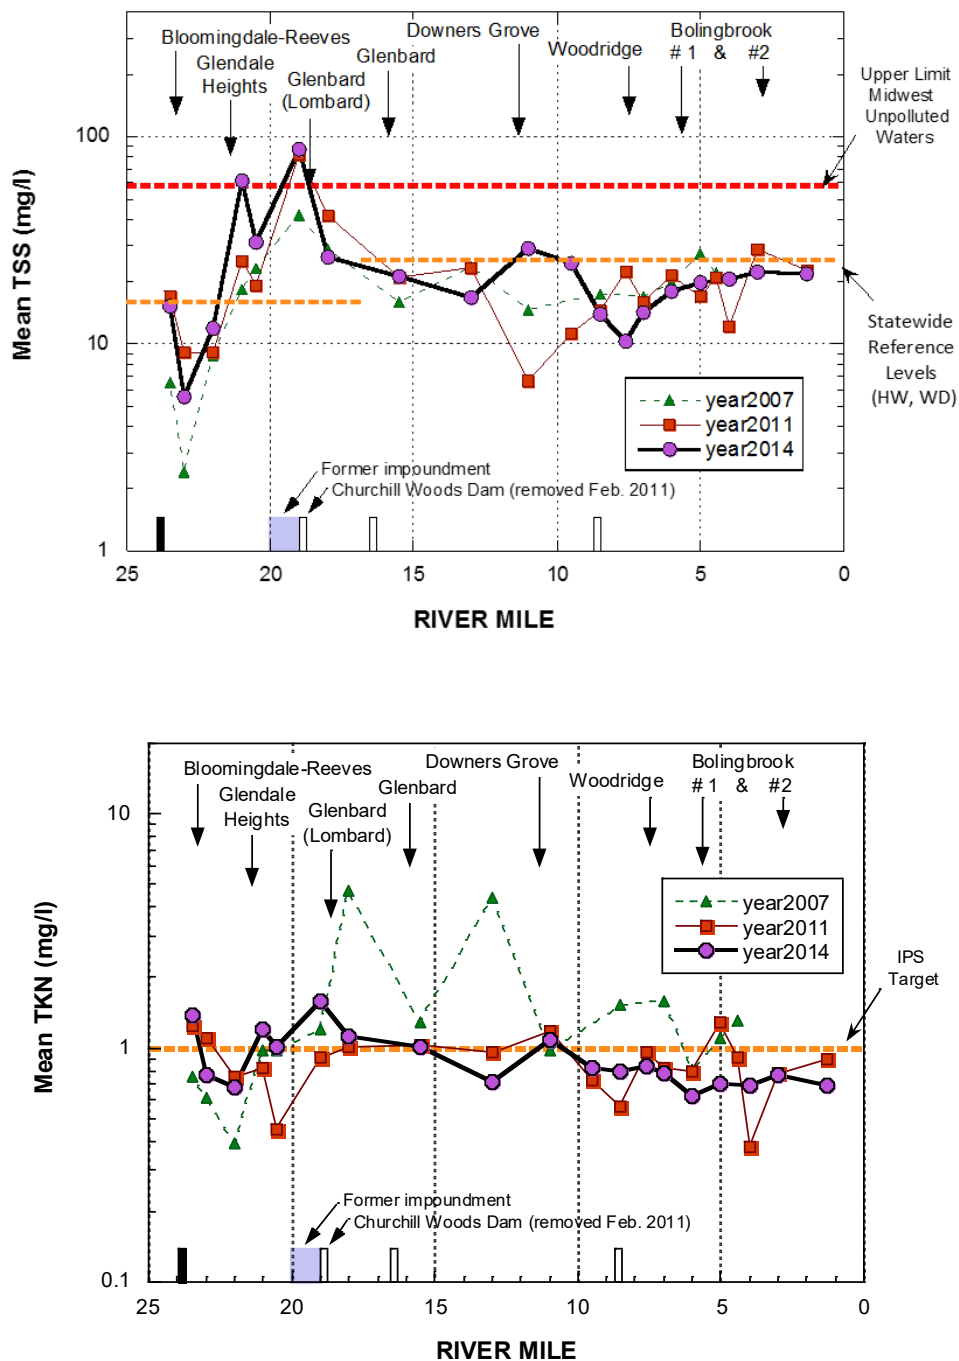 Bloomingdale-Reeves
Glendale
Heights
Glenbard
(Lombard)
Glenbard
Downers Grove
Woodridge
Bolingbrook
# 1 & #2
Upper Limit
Midwest
Unpolluted
Waters
Mean TSS (mg/l)
100
10
1
year2007
year2011
year2014
Statewide
Reference
Levels
(HW, WD)
Former impoundment
Churchill Woods Dam (removed Feb. 2011)
25 20 15 10 5 0
RIVER MILE
Bloomingdale-Reeves
Glendale
Heights
Glenbard
(Lombard)
Glenbard
Downers Grove
Woodridge
Bolingbrook
# 1 & #2
Mean TKN (mg/l)
10
1
0.1
year2007
year2011
year2014
IPS
Target
Former impoundment
Churchill Woods Dam (removed Feb. 2011)
25 20 15 10 5 0
RIVER MILE